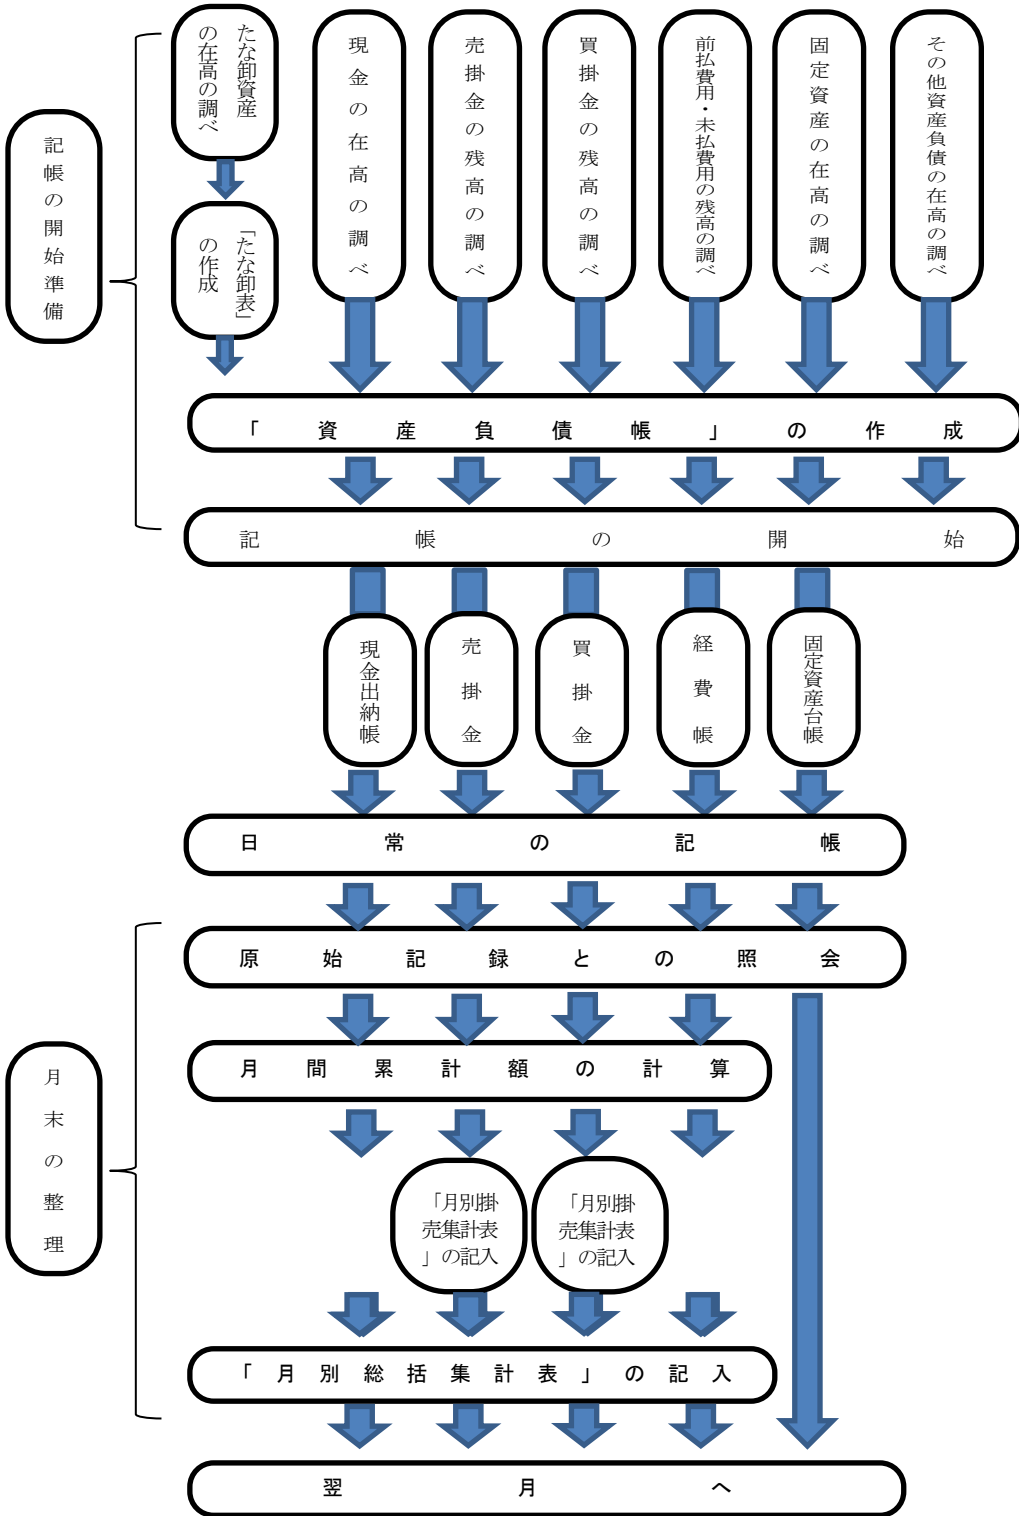 記帳の開始準備
たな卸資産
の在高の調べ
「たな卸表」
の作成
現金の在高の調べ
売掛金の残高の調べ
買掛金の残高の調べ
前払費用・未払費用の残高の調べ
固定資産の在高の調べ
その他資産負債の在高の調べ
「資産負債帳」の作成
記帳の開始
現金出納帳
売掛金
買掛金
経費帳
固定資産台帳
日常の記帳
月末の整理
原始記録との照会
月間累計額の計算
「月別掛
売集計表
」の記入
「月別掛
売集計表
」の記入
「月別総括集計表」の記入
翌月へ